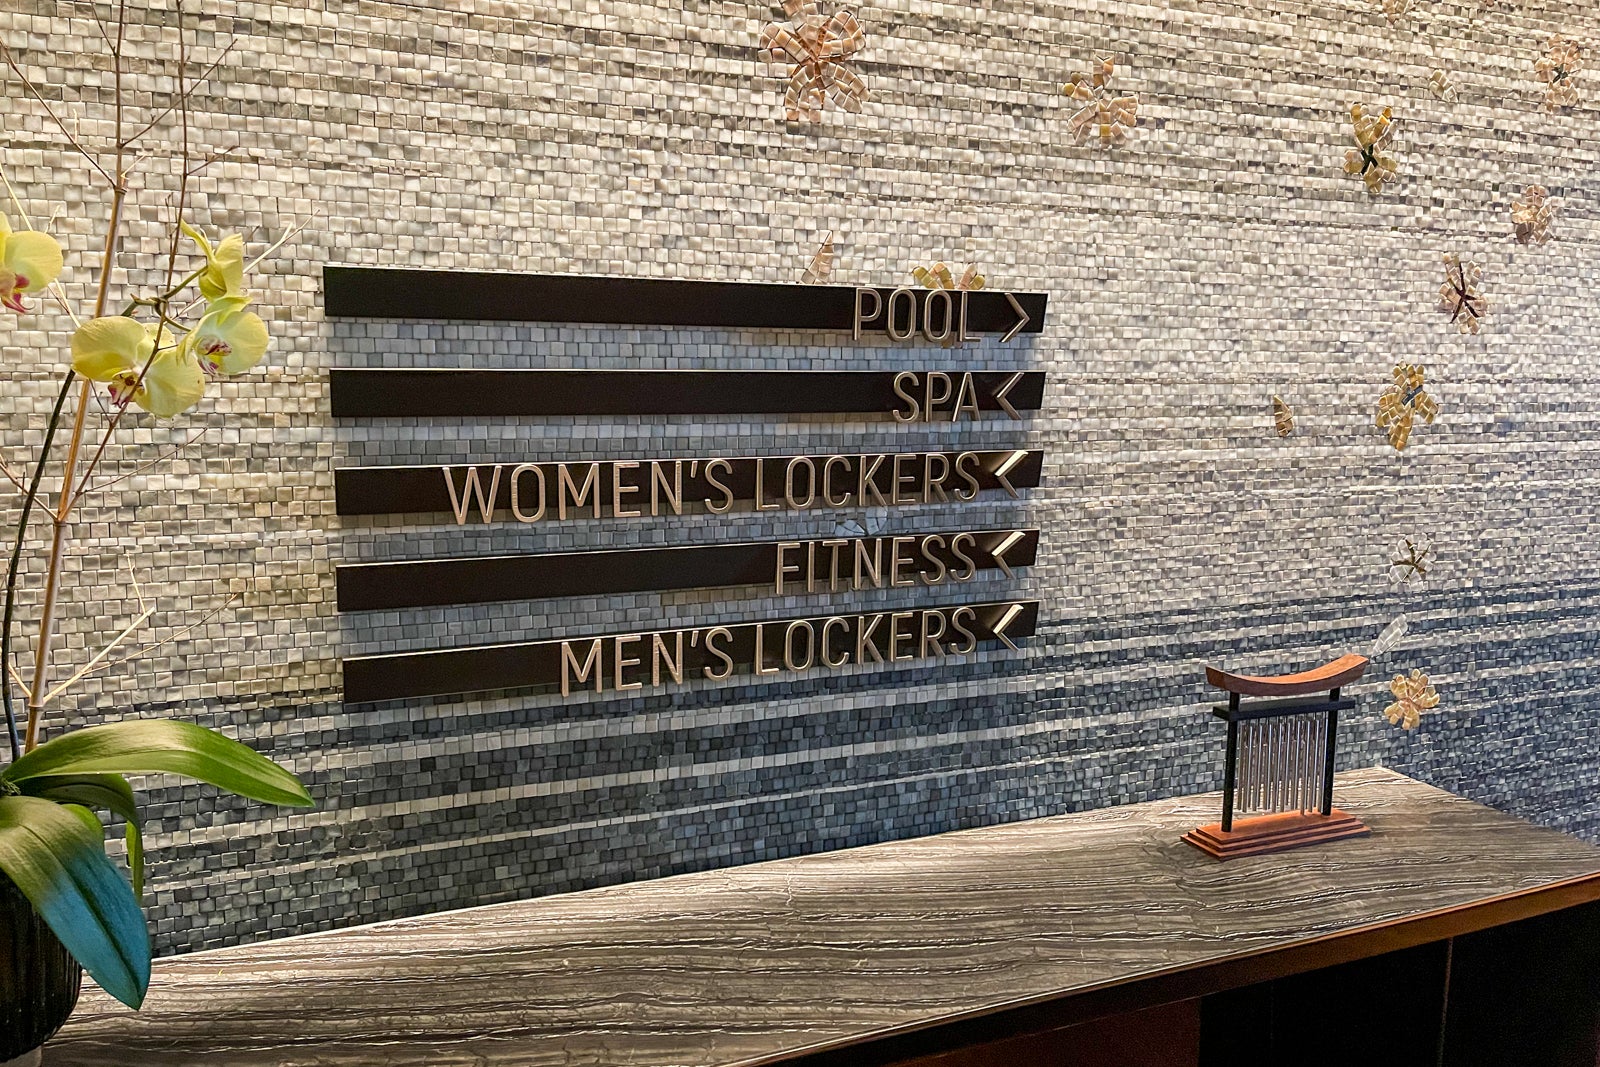 POOL >
SPA <
WOMEN'S LOCKERS <
FITNESS <
MEN'S LOCKERS <